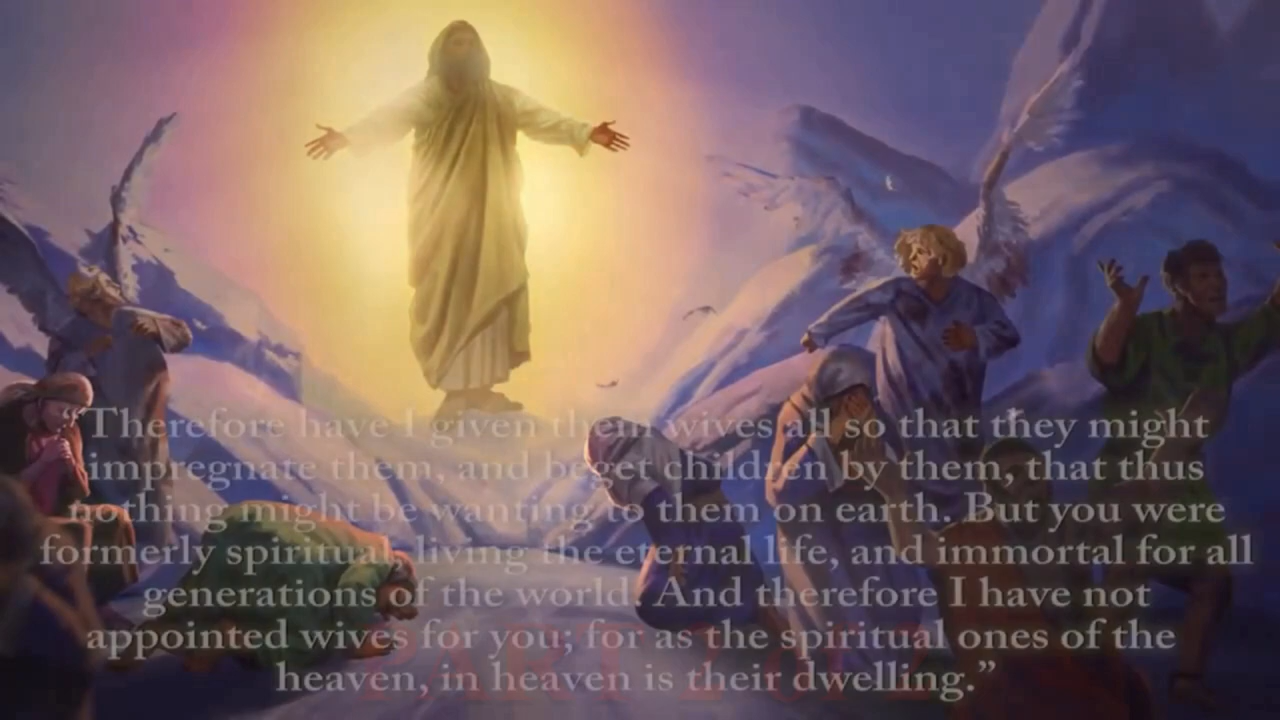 “Therefore have I given them wives all so that they might
impregnate them, and beget children by them, that thus
nothing might be wanting to them on earth. But you were
formerly spiritual, living the eternal life, and immortal for all
generations of the world. And therefore I have not
appointed wives for you; for as the spiritual ones of the
heaven, in heaven is their dwelling.”